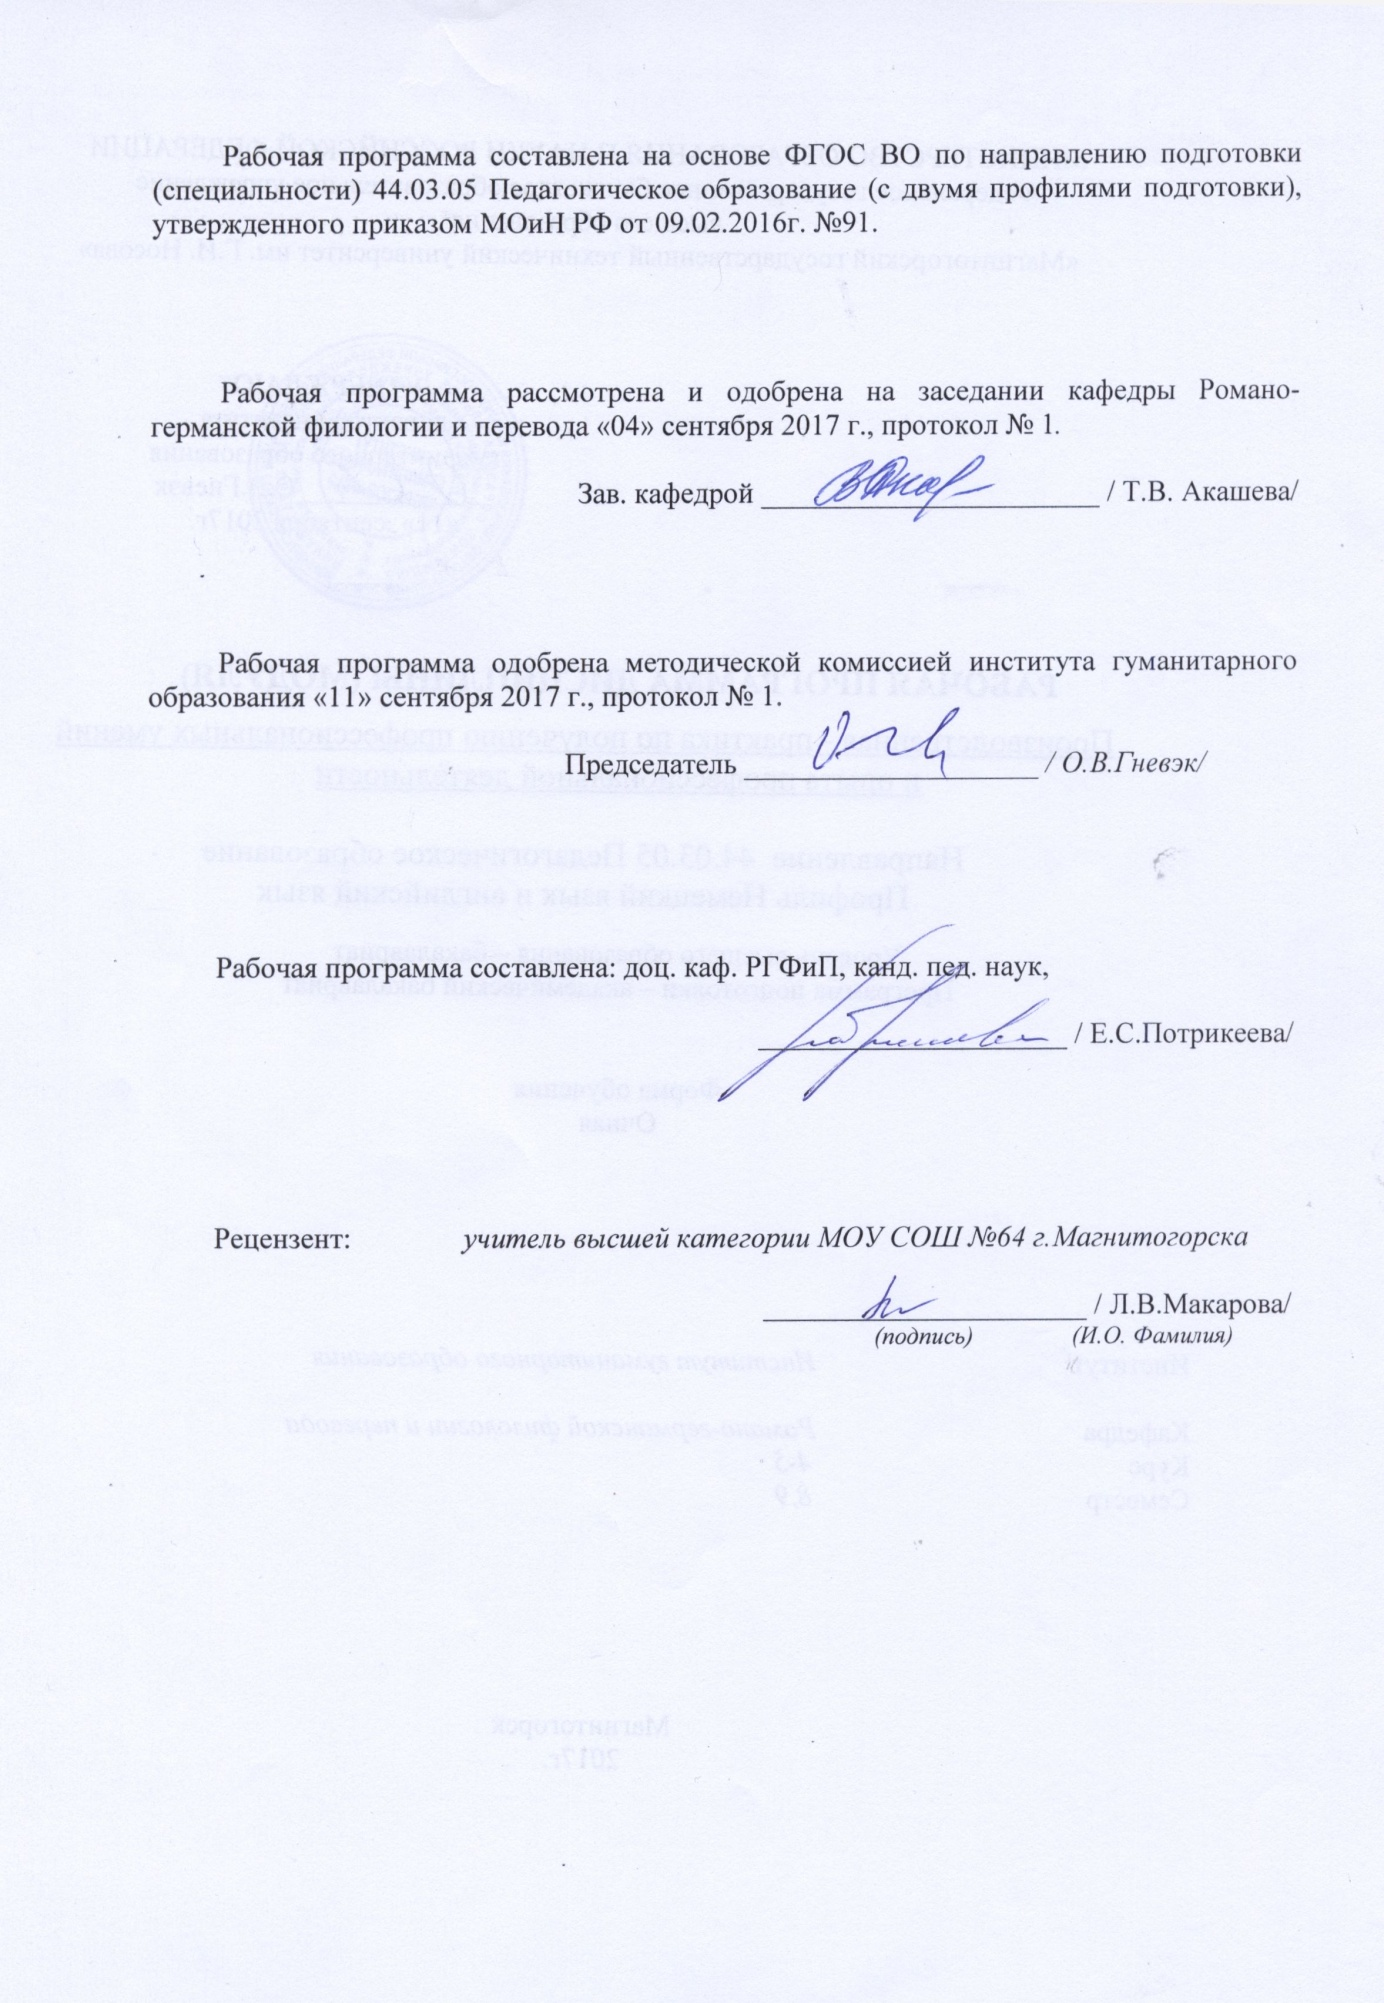 Рабочая программа составлена на основе ФГОС ВО по направлению подготовки
(специальности) 44.03.05 Педагогическое образование (с двумя профилями подготовки),
утвержденного приказом МОиН РФ от 09.02.2016г. №91.
Рабочая программа рассмотрена и одобрена на заседании кафедры Романо-
германской филологии и перевода «04» сентября 2017 г., протокол № 1.
Зав. кафедрой / Т.В. Акашева/
Рабочая программа одобрена методической комиссией института гуманитарного
образования «11» сентября 2017 г., протокол № 1.
Председатель / О.В.Гневэк/
Рабочая программа составлена: доц. каф. РГФиП, канд. пед. наук,
/ Е.С.Потрикеева/
Рецензент: учитель высшей категории МОУ СОШ №64 г.Магнитогорска
/ Л.В.Макарова/
(подпись) (И.О. Фамилия)